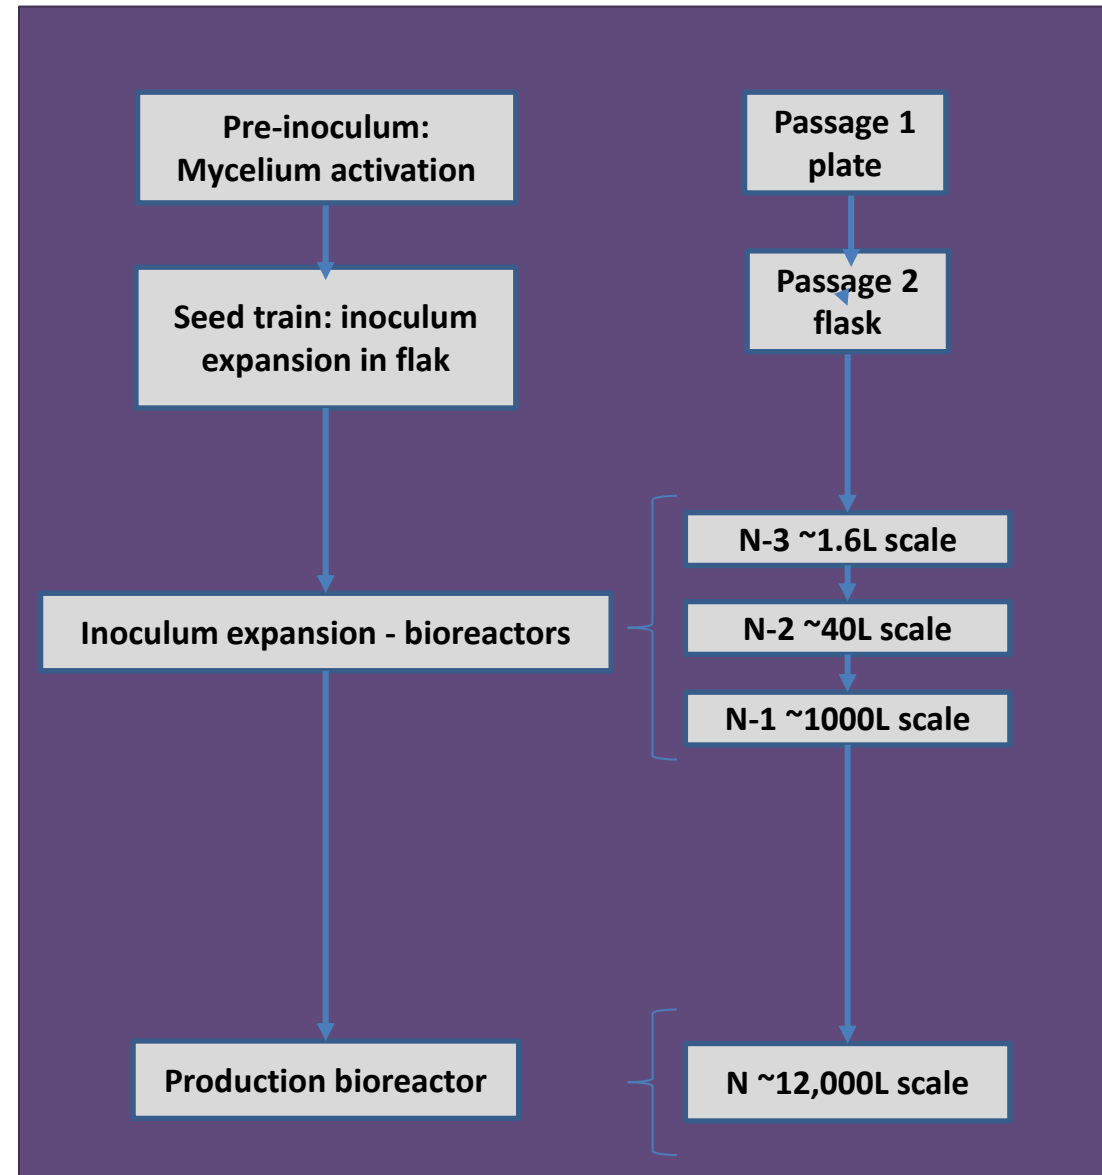 Pre-inoculum:
Mycelium activation
Seed train: inoculum
expansion in flak
Inoculum expansion - bioreactors
Production bioreactor
Passage 1
plate
Passage 2
flask
N-3 ~1.6L scale
N-2 ~40L scale
N-1 ~1000L scale
N ~12,000L scale